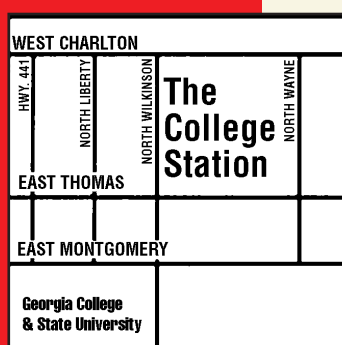 WEST CHARLTON
HWY. 441
NORTH LIBERTY
NORTH WILKINSON
The
College
Station
NORTH WAYNE
EAST THOMAS
EAST MONTGOMERY
Georgia College
& State University